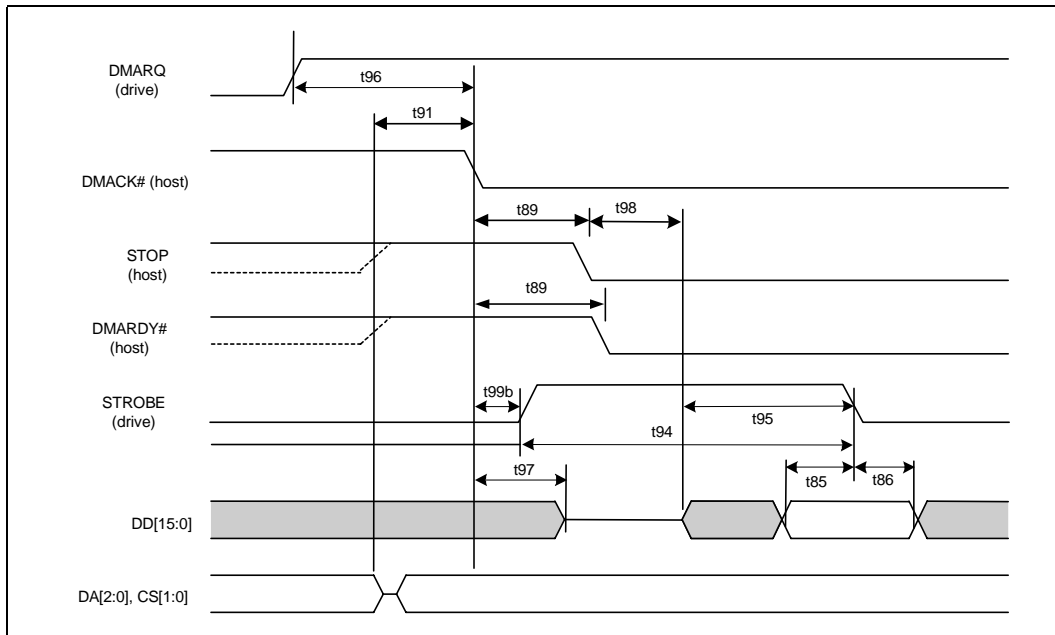 DMARQ
(drive)
t96
t91
DMACK# (host)
t89
t98
STOP
(host)
t89
DMARDY#
(host)
t99b
STROBE
(drive)
t95
t94
t97
t85
t86
DD[15:0]
DA[2:0], CS[1:0]